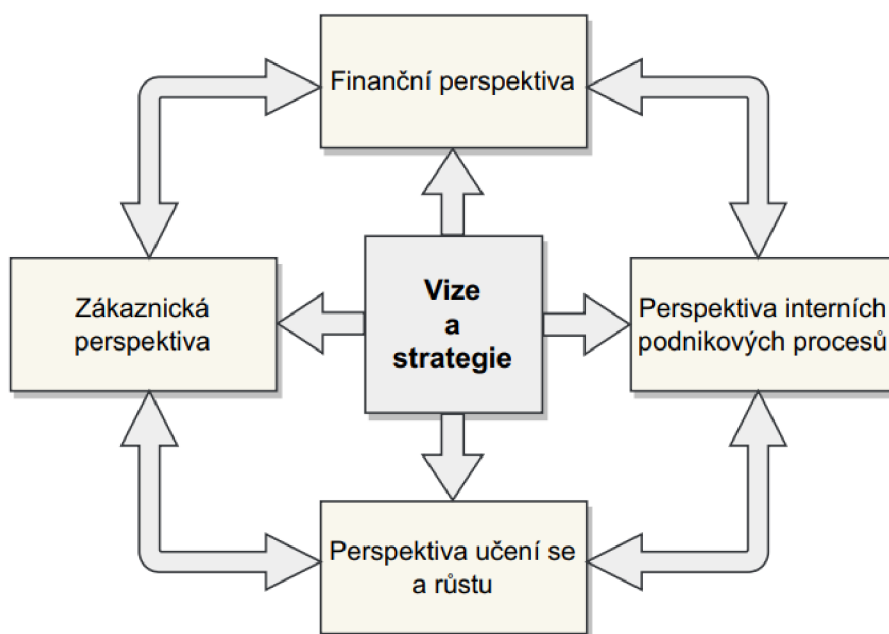 Finanční perspektiva
Zákaznická
perspektiva
Vize
a
strategie
Perspektiva interních
podnikových procesů
Perspektiva učení se
a růstu